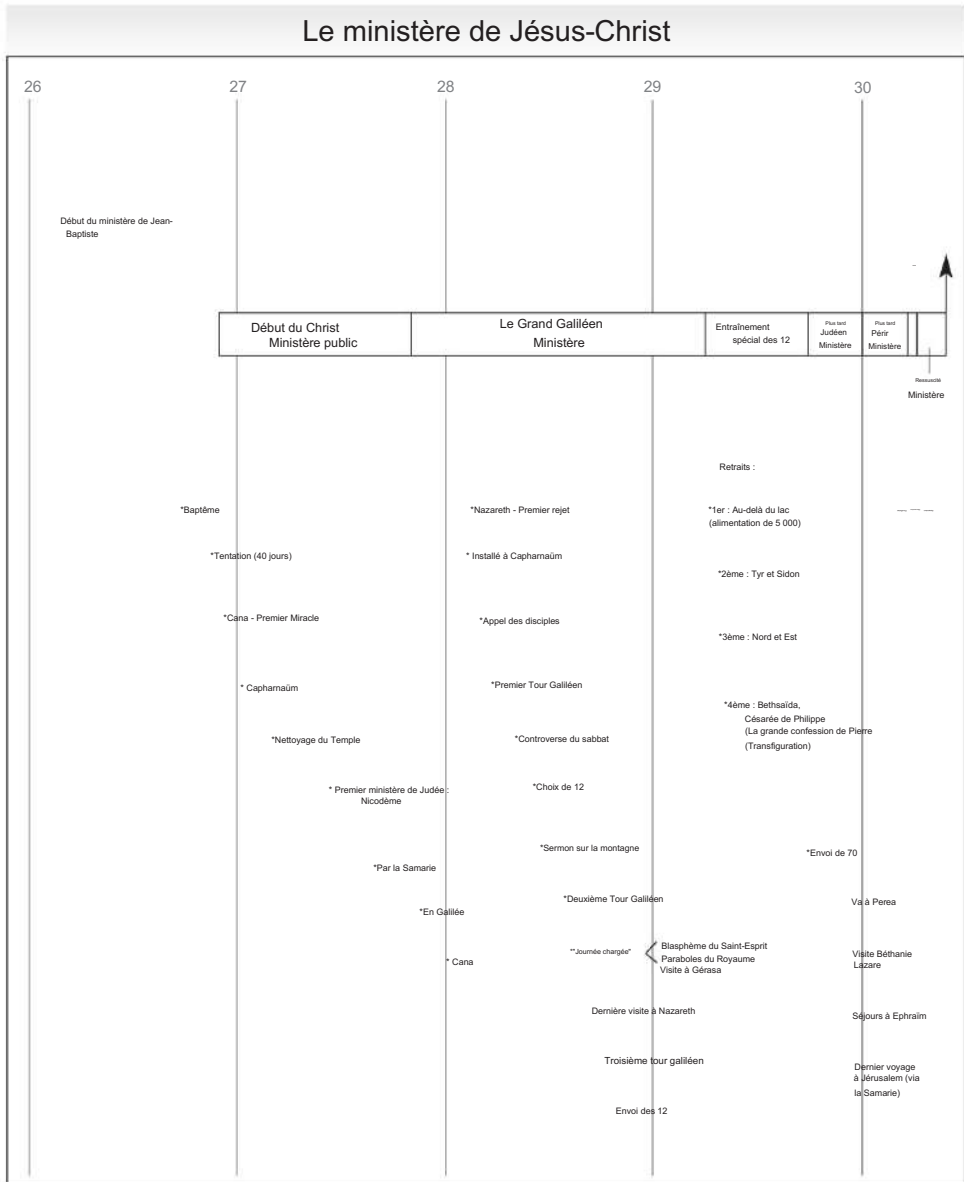 Le ministère de Jésus-Christ
26
27
28
29
30
Début du ministère de Jean-
Baptiste
Début du Christ
Ministère public
Le Grand Galiléen
Ministère
Entraînement
spécial des 12
Plus tard
Judéen
Ministère
Plus tard
Périr
Ministère
Ressuscité
Ministère
*Baptême
*Tentation (40 jours)
*Cana - Premier Miracle
* Capharnaüm
*Nettoyage du Temple
* Premier ministère de Judée :
Nicodème
*Par la Samarie
*En Galilée
* Cana
*Nazareth - Premier rejet
* Installé à Capharnaüm
*Appel des disciples
*Premier Tour Galiléen
*Controverse du sabbat
*Choix de 12
*Sermon sur la montagne
*Deuxième Tour Galiléen
*"Journée chargée"
Blasphème du Saint-Esprit
Paraboles du Royaume
Visite à Gérasa
Dernière visite à Nazareth
Troisième tour galiléen
Envoi des 12
Retraits :
*1er : Au-delà du lac
(alimentation de 5 000)
*2ème : Tyr et Sidon
*3ème : Nord et Est
*4ème : Bethsaïda,
Césarée de Philippe
(La grande confession de Pierre
(Transfiguration)
*Envoi de 70
Va à Perea
Visite Béthanie
Lazare
Séjours à Ephraïm
Dernier voyage
à Jérusalem (via
la Samarie)